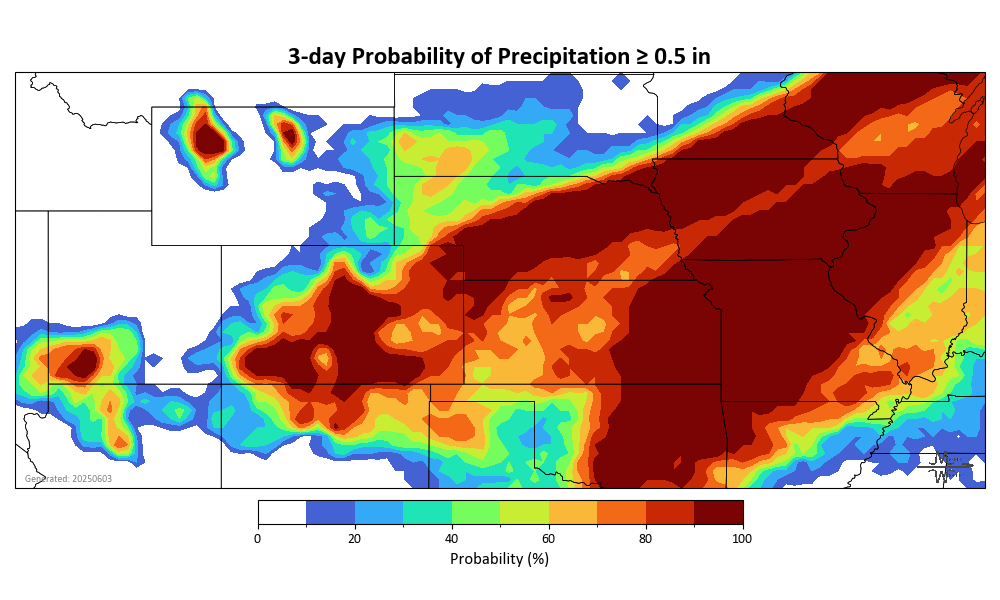 3-day Probability of Precipitation ≥ 0.5 in
Generated: 20250603
0 20 40 60 80 100
Probability (%)